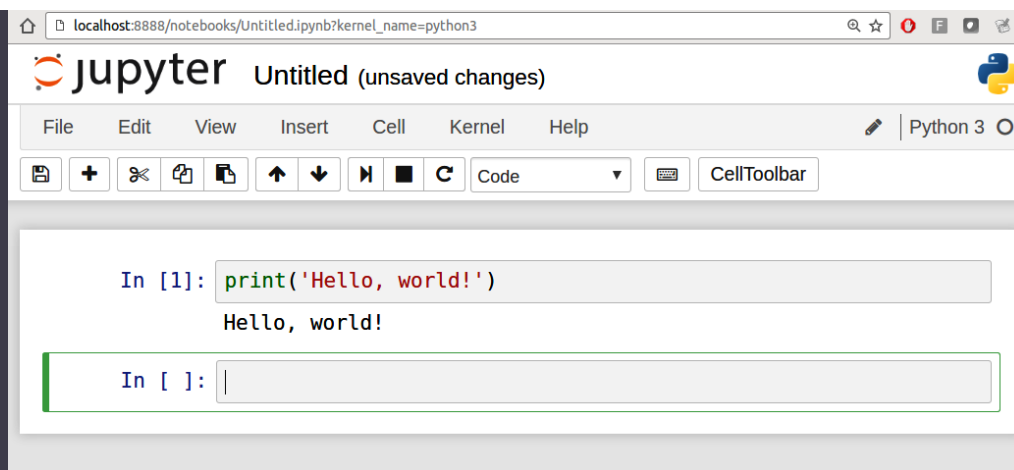 localhost:8888/notebooks/Untitled.ipynb?kernel_name=python3
jupyter Untitled (unsaved changes)
File Edit View Insert Cell Kernel Help Python 3
Code CellToolbar
In [1]: print('Hello, world!')
Hello, world!
In [ ]: